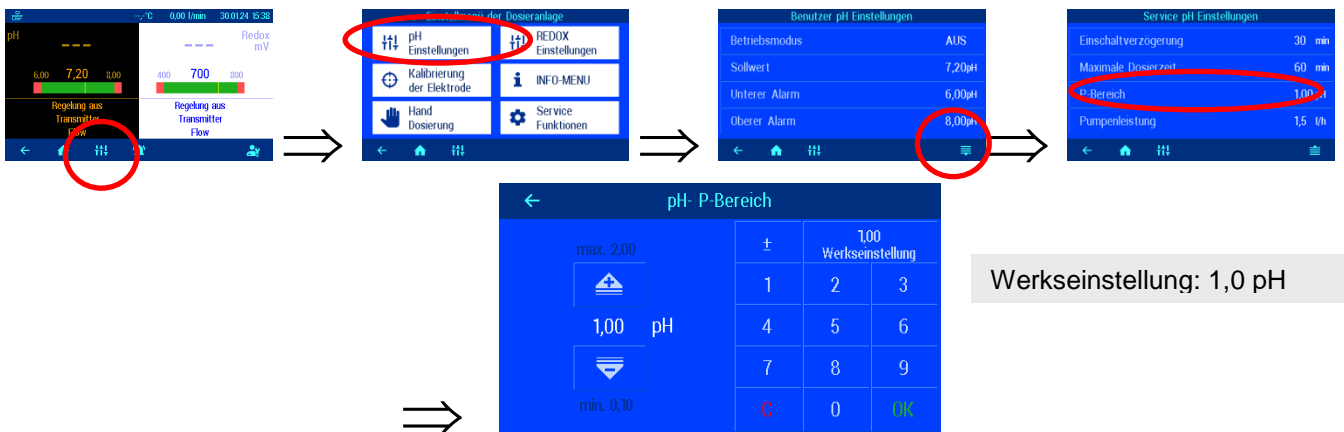 --,-°C 0,00 l/min 30.01.24 15:36
pH
---
6,00 7,20 8,00
Regelung aus
Transmitter
Flow
Redox
mV
---
400 700 800
Regelung aus
Transmitter
Flow
Einstellmenü der Dosieranlage
pH
Einstellungen
REDOX
Einstellungen
Kalibrierung
der Elektrode
INFO-MENU
Hand
Dosierung
Service
Funktionen
Benutzer pH Einstellungen
Betriebsmodus AUS
Sollwert 7,20pH
Unterer Alarm 6,00pH
Oberer Alarm 8,00pH
Service pH Einstellungen
Einschaltverzögerung 30 min
Maximale Dosierzeit 60 min
P-Bereich 1,00 pH
Pumpenleistung 1,5 l/h
pH- P-Bereich
max. 2,00
1,00 pH
min. 0,10
± 1,00
Werkseinstellung
1 2 3
4 5 6
7 8 9
C 0 OK
Werkseinstellung: 1,0 pH